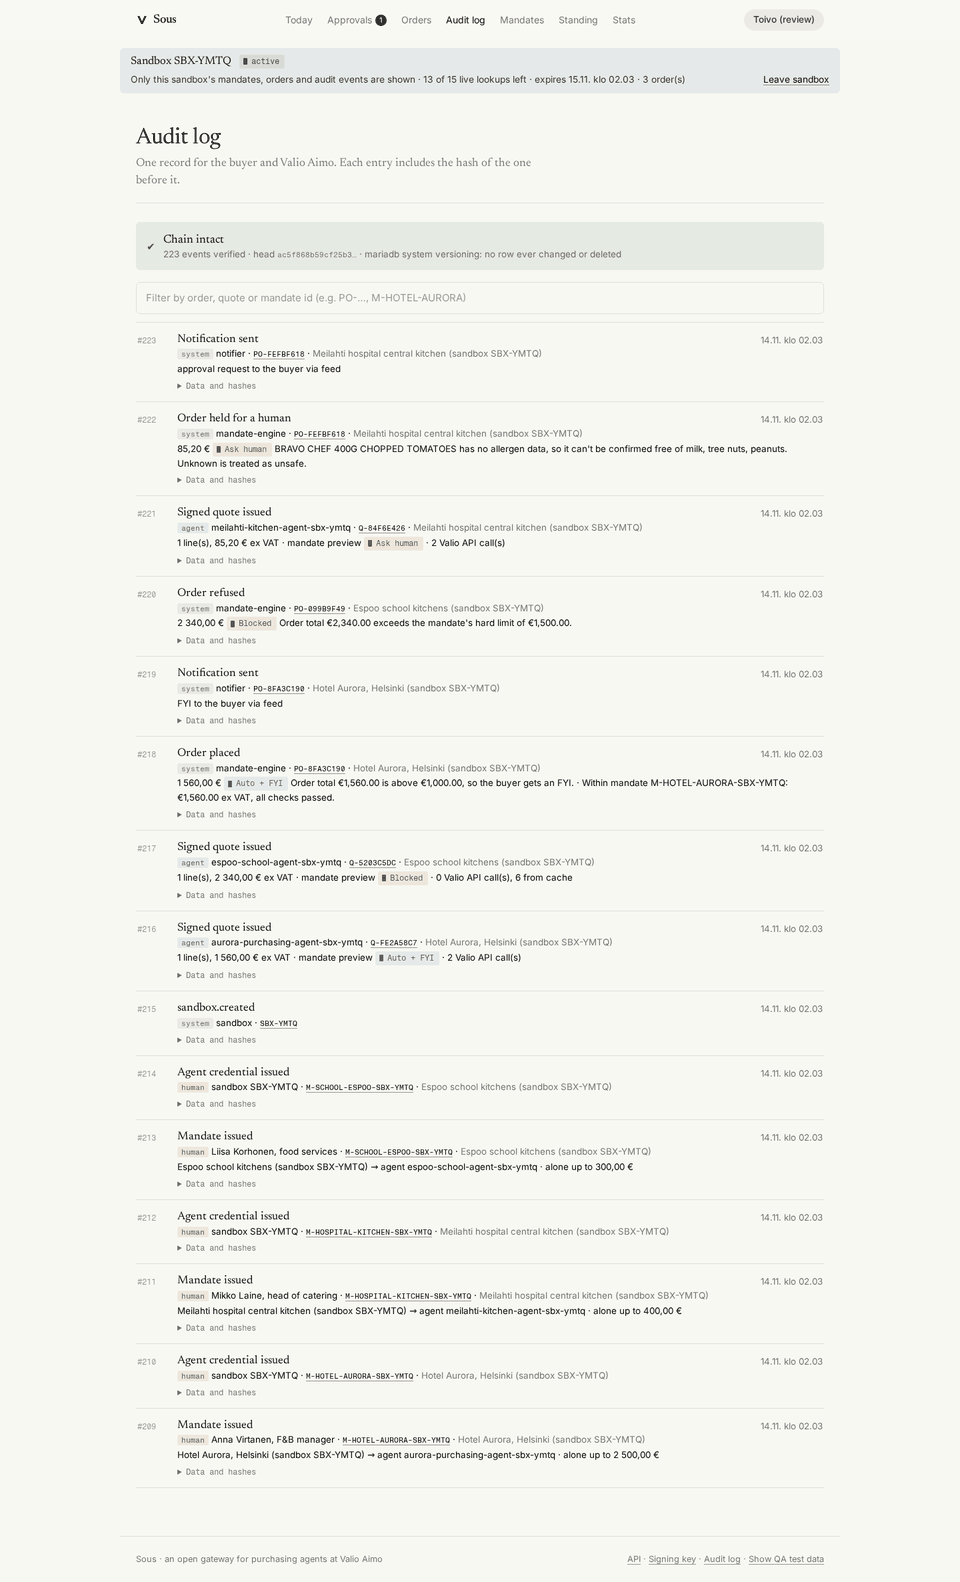 Sous
Today Approvals 1 Orders Audit log Mandates Standing Stats
Toivo (review)
Sandbox SBX-YMTQ active
Only this sandbox's mandates, orders and audit events are shown · 13 of 15 live lookups left · expires 15.11. klo 02.03 · 3 order(s)
Leave sandbox
Audit log
One record for the buyer and Valio Aimo. Each entry includes the hash of the one
before it.
✔ Chain intact
223 events verified · head ac5f868b59cf25b3… · mariadb system versioning: no row ever changed or deleted
Filter by order, quote or mandate id (e.g. PO-…, M-HOTEL-AURORA)
#223 Notification sent 14.11. klo 02.03
system notifier · PO-FEFBF618 · Meilahti hospital central kitchen (sandbox SBX-YMTQ)
approval request to the buyer via feed
▶ Data and hashes
#222 Order held for a human 14.11. klo 02.03
system mandate-engine · PO-FEFBF618 · Meilahti hospital central kitchen (sandbox SBX-YMTQ)
85,20 € Ask human BRAVO CHEF 400G CHOPPED TOMATOES has no allergen data, so it can't be confirmed free of milk, tree nuts, peanuts.
Unknown is treated as unsafe.
▶ Data and hashes
#221 Signed quote issued 14.11. klo 02.03
agent meilahti-kitchen-agent-sbx-ymtq · Q-84F6E426 · Meilahti hospital central kitchen (sandbox SBX-YMTQ)
1 line(s), 85,20 € ex VAT · mandate preview Ask human · 2 Valio API call(s)
▶ Data and hashes
#220 Order refused 14.11. klo 02.03
system mandate-engine · PO-099B9F49 · Espoo school kitchens (sandbox SBX-YMTQ)
2 340,00 € Blocked Order total €2,340.00 exceeds the mandate's hard limit of €1,500.00.
▶ Data and hashes
#219 Notification sent 14.11. klo 02.03
system notifier · PO-8FA3C190 · Hotel Aurora, Helsinki (sandbox SBX-YMTQ)
FYI to the buyer via feed
▶ Data and hashes
#218 Order placed 14.11. klo 02.03
system mandate-engine · PO-8FA3C190 · Hotel Aurora, Helsinki (sandbox SBX-YMTQ)
1 560,00 € Auto + FYI Order total €1,560.00 is above €1,000.00, so the buyer gets an FYI. · Within mandate M-HOTEL-AURORA-SBX-YMTQ:
€1,560.00 ex VAT, all checks passed.
▶ Data and hashes
#217 Signed quote issued 14.11. klo 02.03
agent espoo-school-agent-sbx-ymtq · Q-5203C5DC · Espoo school kitchens (sandbox SBX-YMTQ)
1 line(s), 2 340,00 € ex VAT · mandate preview Blocked · 0 Valio API call(s), 6 from cache
▶ Data and hashes
#216 Signed quote issued 14.11. klo 02.03
agent aurora-purchasing-agent-sbx-ymtq · Q-FE2A58C7 · Hotel Aurora, Helsinki (sandbox SBX-YMTQ)
1 line(s), 1 560,00 € ex VAT · mandate preview Auto + FYI · 2 Valio API call(s)
▶ Data and hashes
#215 sandbox.created 14.11. klo 02.03
system sandbox · SBX-YMTQ
▶ Data and hashes
#214 Agent credential issued 14.11. klo 02.03
human sandbox SBX-YMTQ · M-SCHOOL-ESPOO-SBX-YMTQ · Espoo school kitchens (sandbox SBX-YMTQ)
▶ Data and hashes
#213 Mandate issued 14.11. klo 02.03
human Liisa Korhonen, food services · M-SCHOOL-ESPOO-SBX-YMTQ · Espoo school kitchens (sandbox SBX-YMTQ)
Espoo school kitchens (sandbox SBX-YMTQ) → agent espoo-school-agent-sbx-ymtq · alone up to 300,00 €
▶ Data and hashes
#212 Agent credential issued 14.11. klo 02.03
human sandbox SBX-YMTQ · M-HOSPITAL-KITCHEN-SBX-YMTQ · Meilahti hospital central kitchen (sandbox SBX-YMTQ)
▶ Data and hashes
#211 Mandate issued 14.11. klo 02.03
human Mikko Laine, head of catering · M-HOSPITAL-KITCHEN-SBX-YMTQ · Meilahti hospital central kitchen (sandbox SBX-YMTQ)
Meilahti hospital central kitchen (sandbox SBX-YMTQ) → agent meilahti-kitchen-agent-sbx-ymtq · alone up to 400,00 €
▶ Data and hashes
#210 Agent credential issued 14.11. klo 02.03
human sandbox SBX-YMTQ · M-HOTEL-AURORA-SBX-YMTQ · Hotel Aurora, Helsinki (sandbox SBX-YMTQ)
▶ Data and hashes
#209 Mandate issued 14.11. klo 02.03
human Anna Virtanen, F&B manager · M-HOTEL-AURORA-SBX-YMTQ · Hotel Aurora, Helsinki (sandbox SBX-YMTQ)
Hotel Aurora, Helsinki (sandbox SBX-YMTQ) → agent aurora-purchasing-agent-sbx-ymtq · alone up to 2 500,00 €
▶ Data and hashes
Sous · an open gateway for purchasing agents at Valio Aimo
API · Signing key · Audit log · Show QA test data